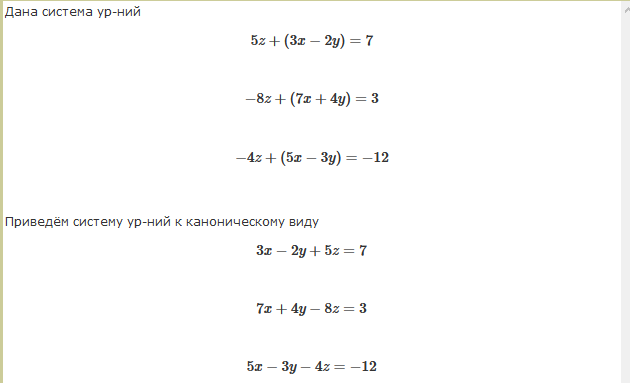 Дана система ур-ний
5z + (3x − 2y) = 7
−8z + (7x + 4y) = 3
−4z + (5x − 3y) = −12
Приведём систему ур-ний к каноническому виду
3x − 2y + 5z = 7
7x + 4y − 8z = 3
5x − 3y − 4z = −12